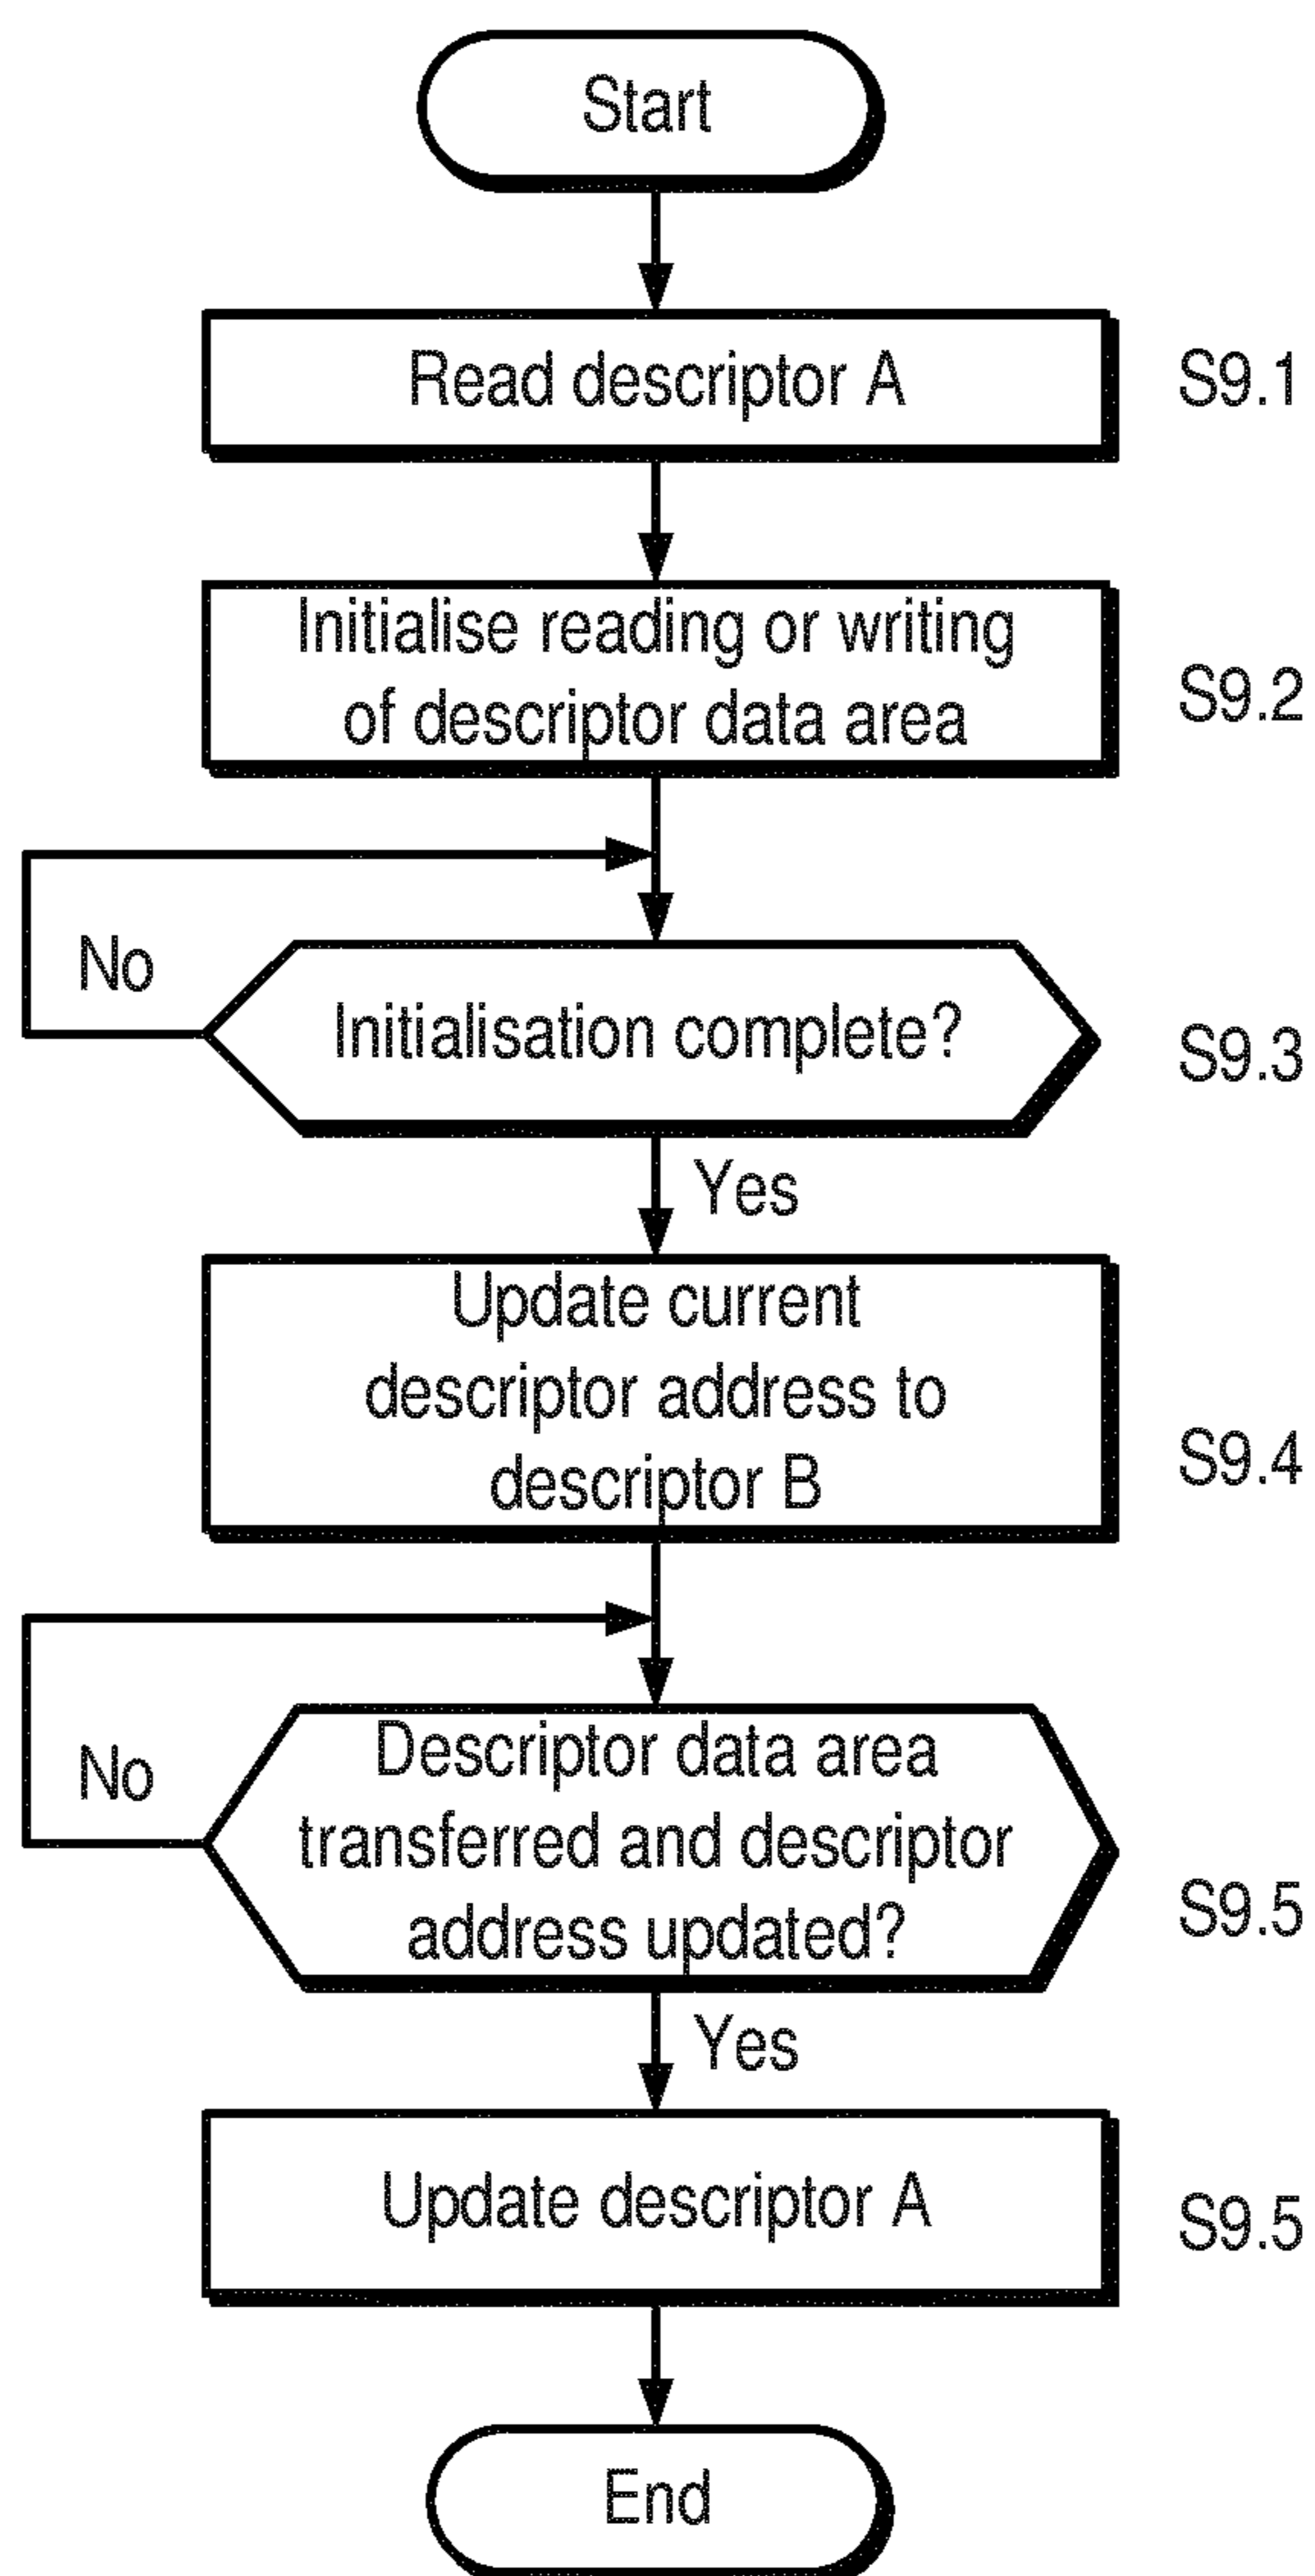 Start
Read descriptor A
S9.1
Initialise reading or writing
of descriptor data area
S9.2
No
Initialisation complete?
S9.3
Yes
Update current
descriptor address to
descriptor B
S9.4
No
Descriptor data area
transferred and descriptor
address updated?
S9.5
Yes
Update descriptor A
S9.5
End